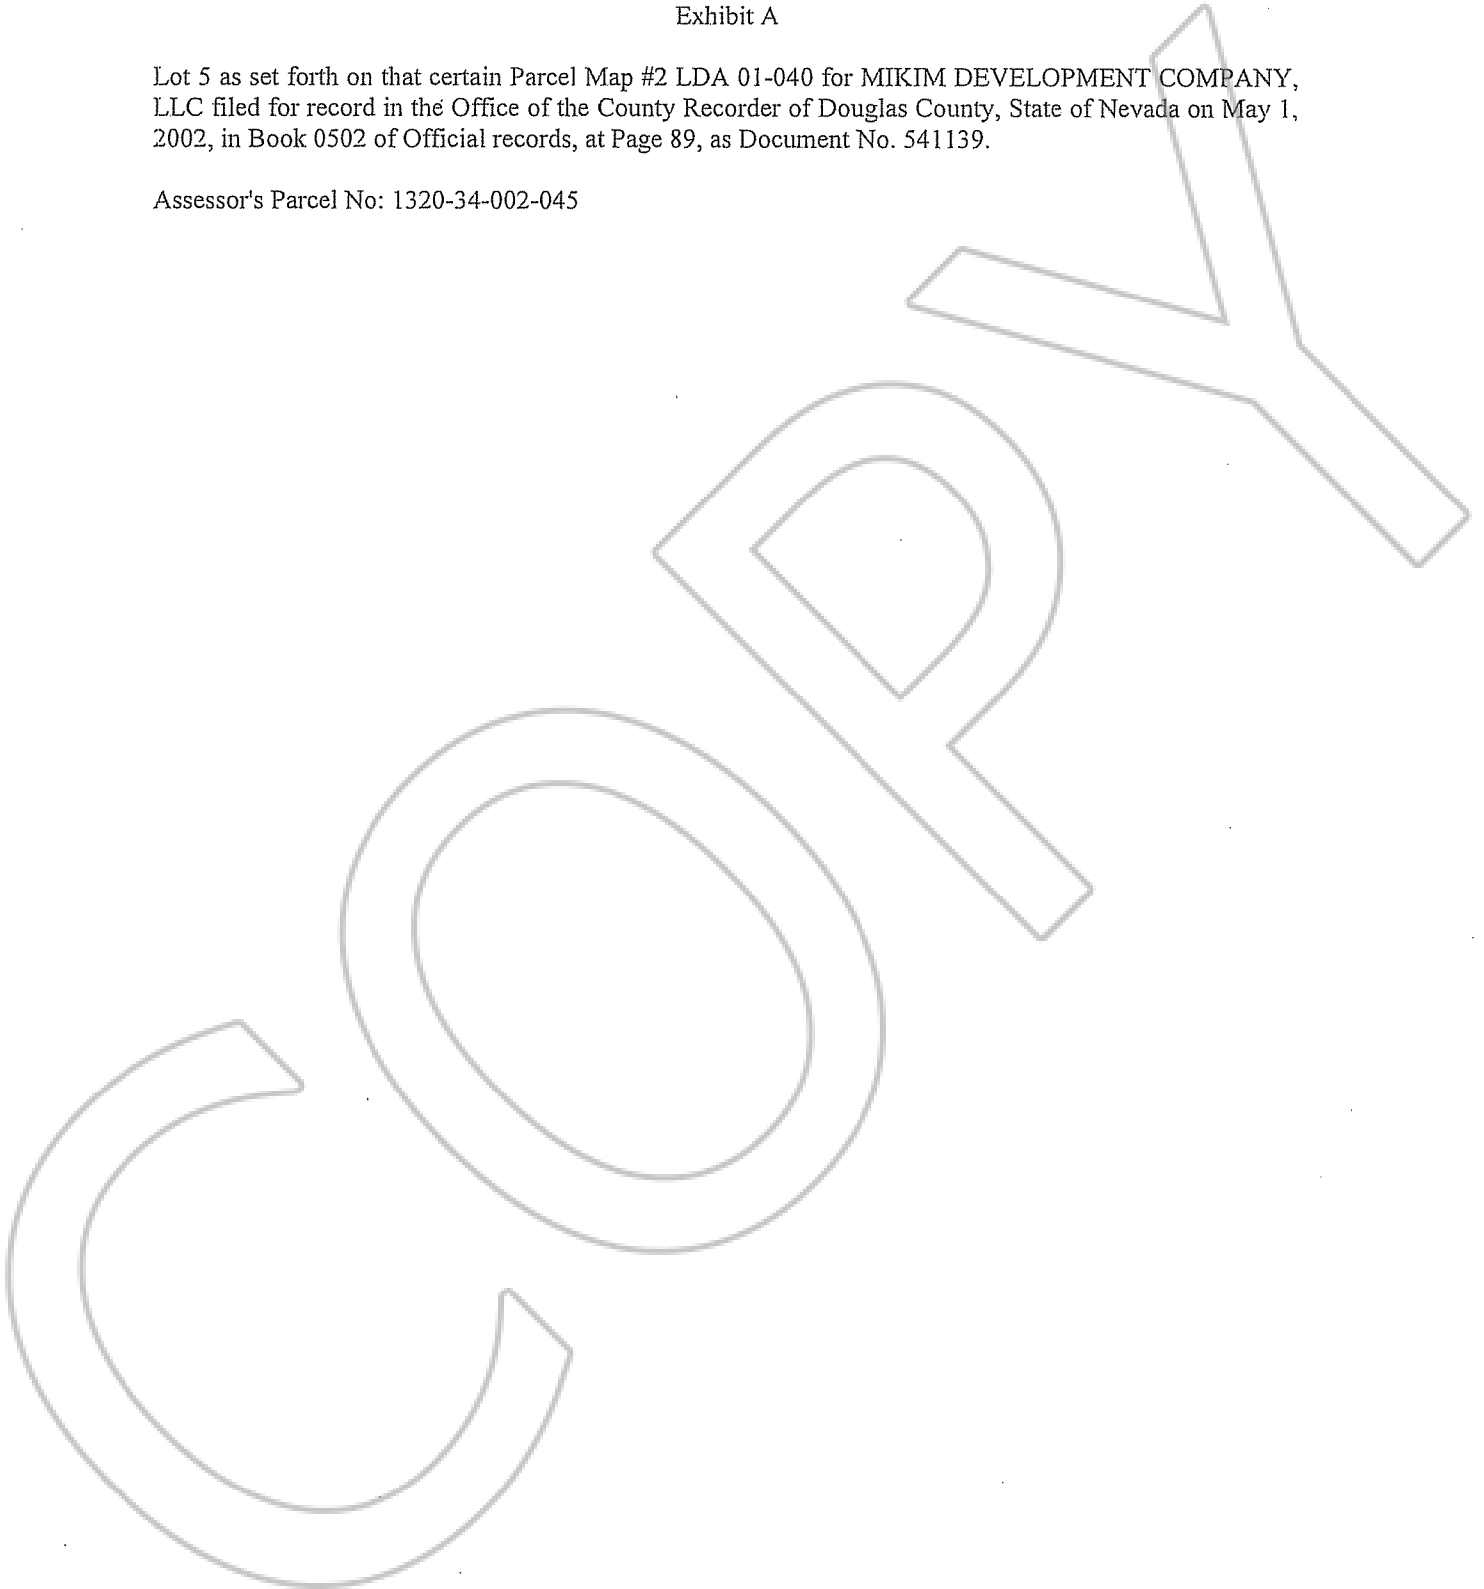 Exhibit A
Lot 5 as set forth on that certain Parcel Map #2 LDA 01-040 for MIKIM DEVELOPMENT COMPANY,
LLC filed for record in the Office of the County Recorder of Douglas County, State of Nevada on May 1,
2002, in Book 0502 of Official records, at Page 89, as Document No. 541139.
Assessor's Parcel No: 1320-34-002-045
COPY